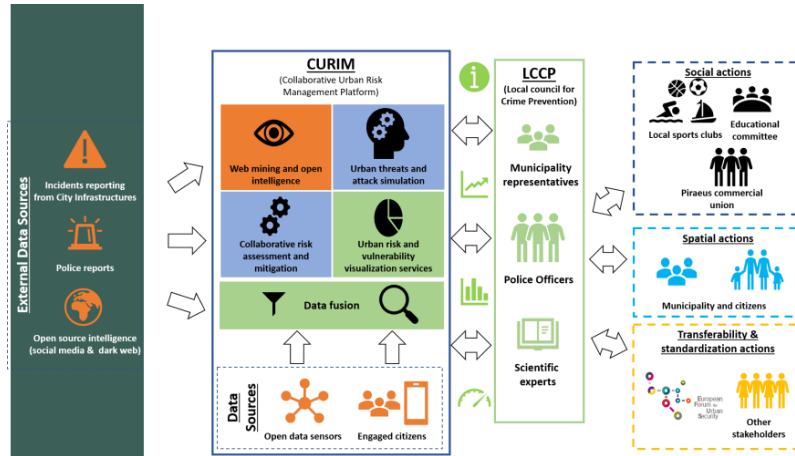 External Data Sources
Incidents reporting
from City Infrastructures
Police reports
Open source intelligence
(social media & dark web)
CURIM
(Collaborative Urban Risk
Management Platform)
Web mining and open
intelligence
Urban threats and
attack simulation
Collaborative risk
assessment and
mitigation
Urban risk and
vulnerability
visualization services
Data fusion
Data
Sources
Open data sensors
Engaged citizens
i
LCCP
(Local council for
Crime Prevention)
Municipality
representatives
Police Officers
Scientific
experts
Social actions
Local sports clubs
Educational
committee
Piraeus commercial
union
Spatial actions
Municipality and citizens
Transferability &
standardization actions
European
Forum for
Urban
Security
Other
stakeholders